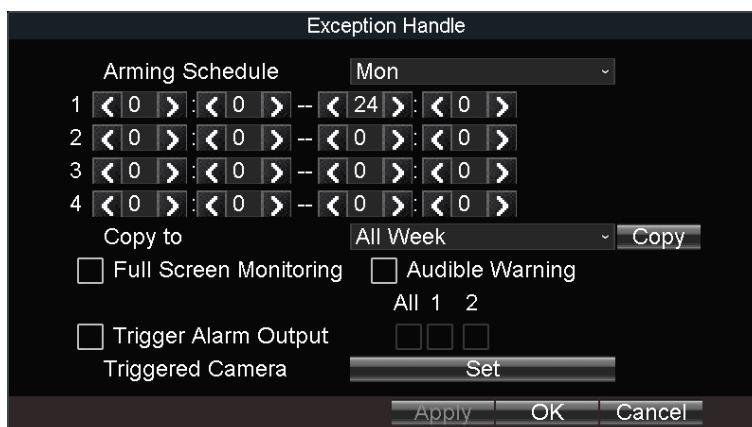 Exception Handle
Arming Schedule Mon
1 0 : 0 -- 24 : 0
2 0 : 0 -- 0 : 0
3 0 : 0 -- 0 : 0
4 0 : 0 -- 0 : 0
Copy to All Week Copy
Full Screen Monitoring Audible Warning
All 1 2
Trigger Alarm Output
Triggered Camera Set
Apply OK Cancel